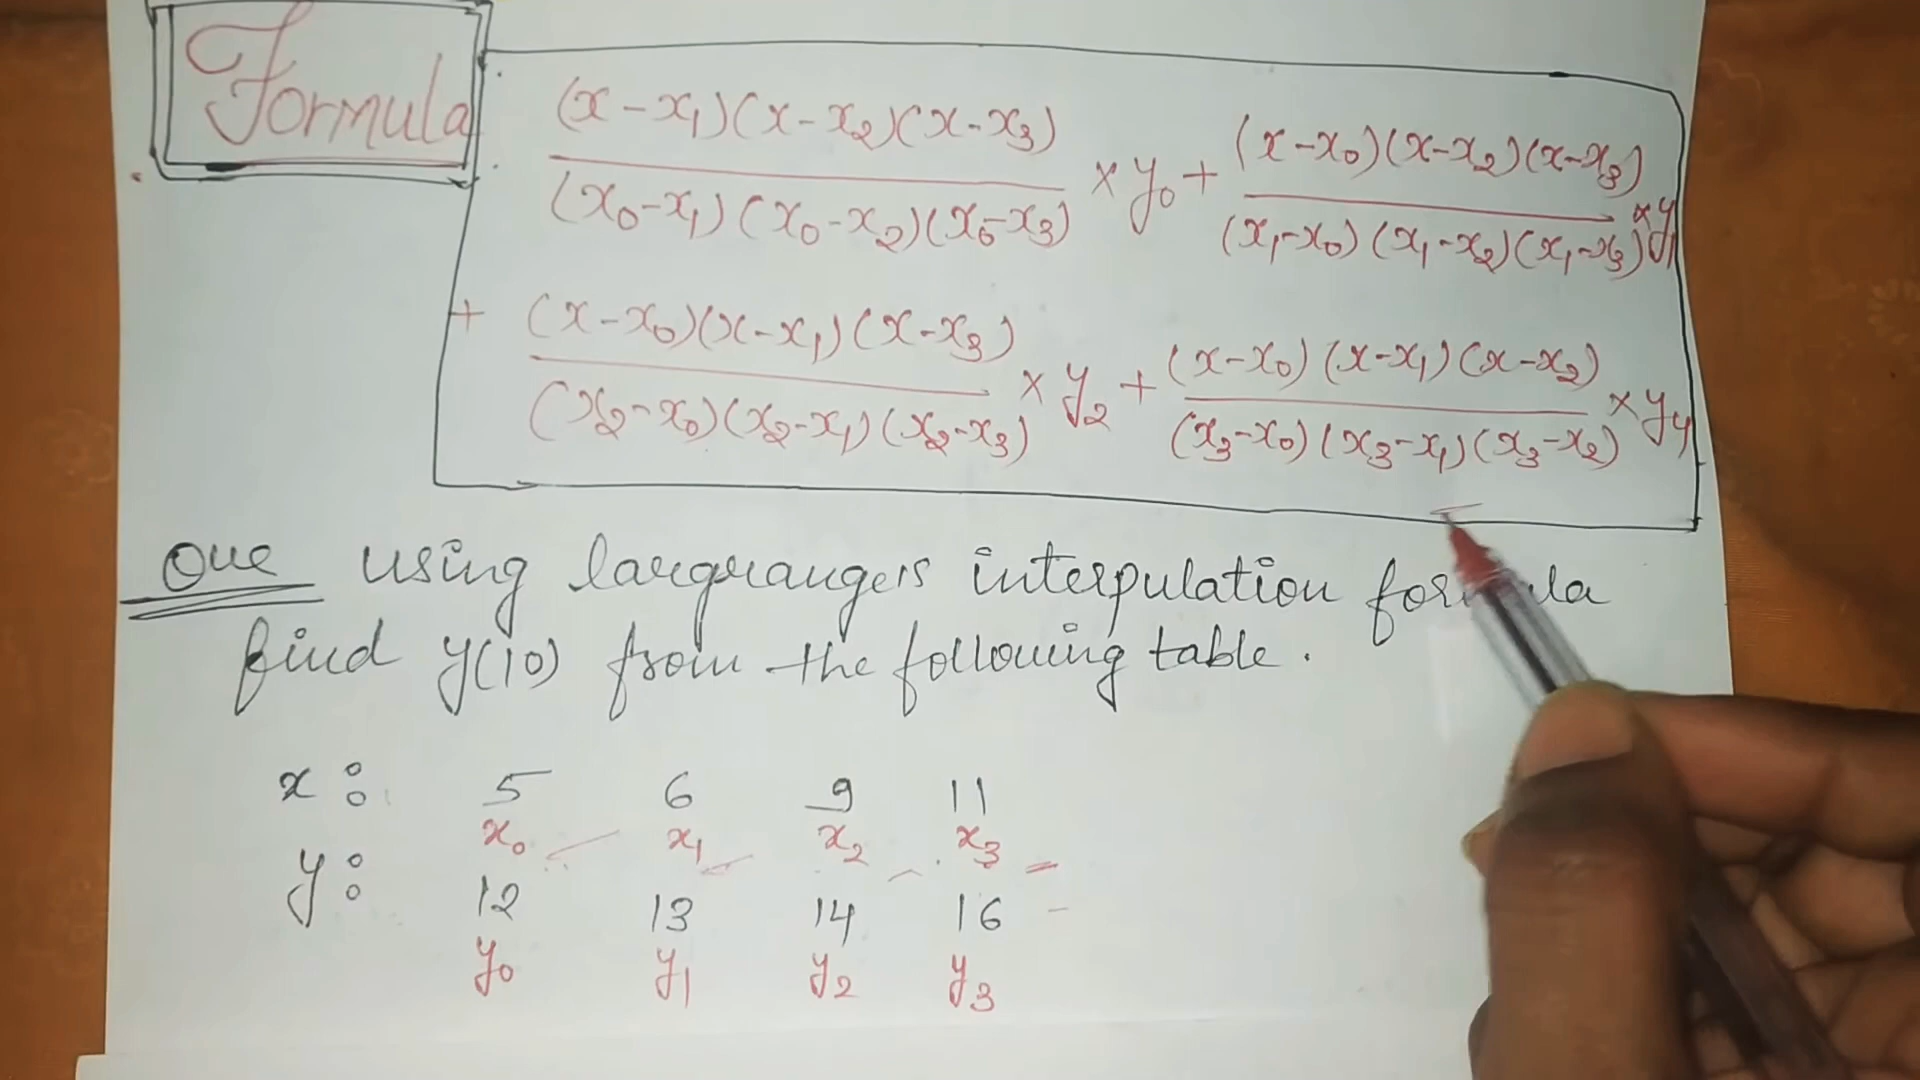 Formula
(x-x₁)(x-x₂)(x-x₃) / (x₀-x₁)(x₀-x₂)(x₀-x₃) × y₀ + (x-x₀)(x-x₂)(x-x₃) / (x₁-x₀)(x₁-x₂)(x₁-x₃) × y₁
+ (x-x₀)(x-x₁)(x-x₃) / (x₂-x₀)(x₂-x₁)(x₂-x₃) × y₂ + (x-x₀)(x-x₁)(x-x₂) / (x₃-x₀)(x₃-x₁)(x₃-x₂) × y₄
Que using largrangers interpulation
find y(10) from the following table.
x: 5 6 9 11
x₀ x₁ x₂ x₃
y: 12 13 14 16
y₀ y₁ y₂ y₃